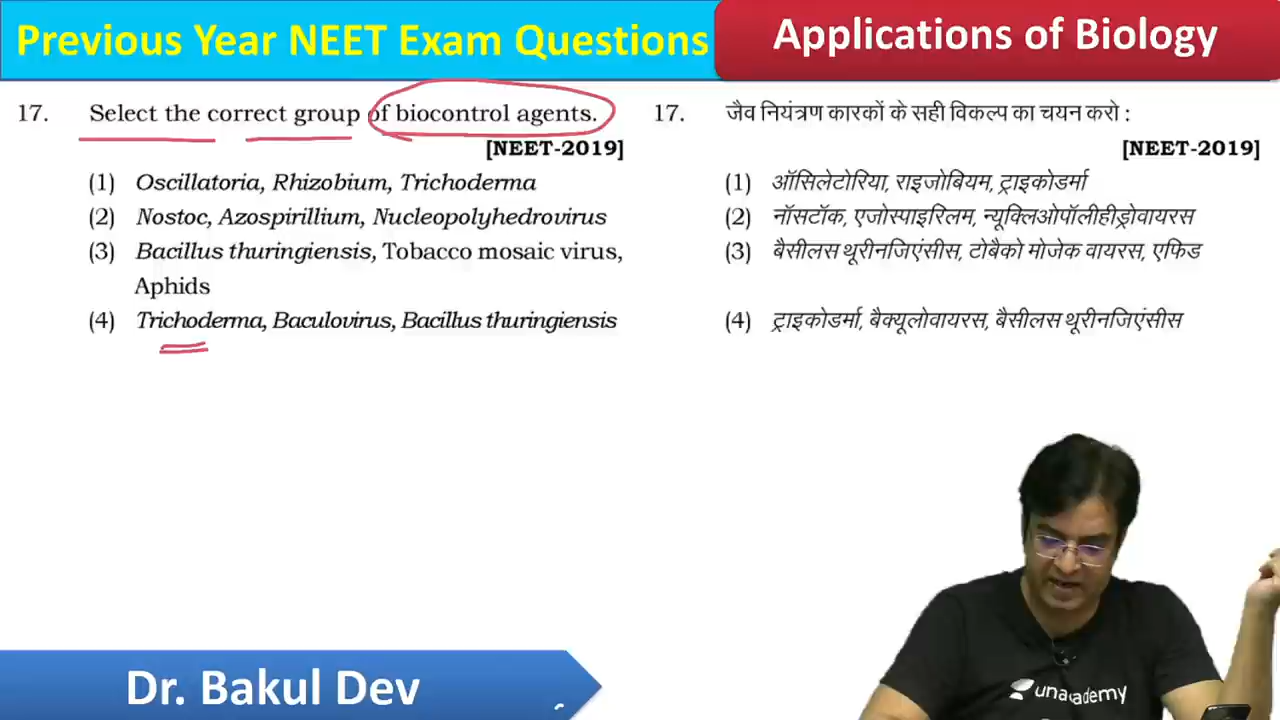 Previous Year NEET Exam Questions
Applications of Biology
17. Select the correct group of biocontrol agents.
[NEET-2019]
(1) Oscillatoria, Rhizobium, Trichoderma
(2) Nostoc, Azospirillium, Nucleopolyhedrovirus
(3) Bacillus thuringiensis, Tobacco mosaic virus,
Aphids
(4) Trichoderma, Baculovirus, Bacillus thuringiensis
17. जैव नियंत्रण कारकों के सही विकल्प का चयन करो :
[NEET-2019]
(1) ऑसिलेटोरिया, राइजोबियम, ट्राइकोडर्मा
(2) नॉसटॉक, एजोस्पाइरिलम, न्यूक्लिओपॉलीहीड्रोवायरस
(3) बैसीलस थूरीनजिएंसीस, टोबैको मोजेक वायरस, एफिड
(4) ट्राइकोडर्मा, बैक्यूलोवायरस, बैसीलस थूरीनजिएंसीस
unacademy
Dr. Bakul Dev